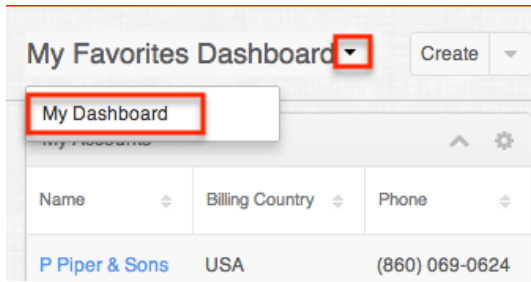 My Favorites Dashboard
Create
My Dashboard
My Accounts
Name
Billing Country
Phone
P Piper & Sons
USA
(860) 069-0624